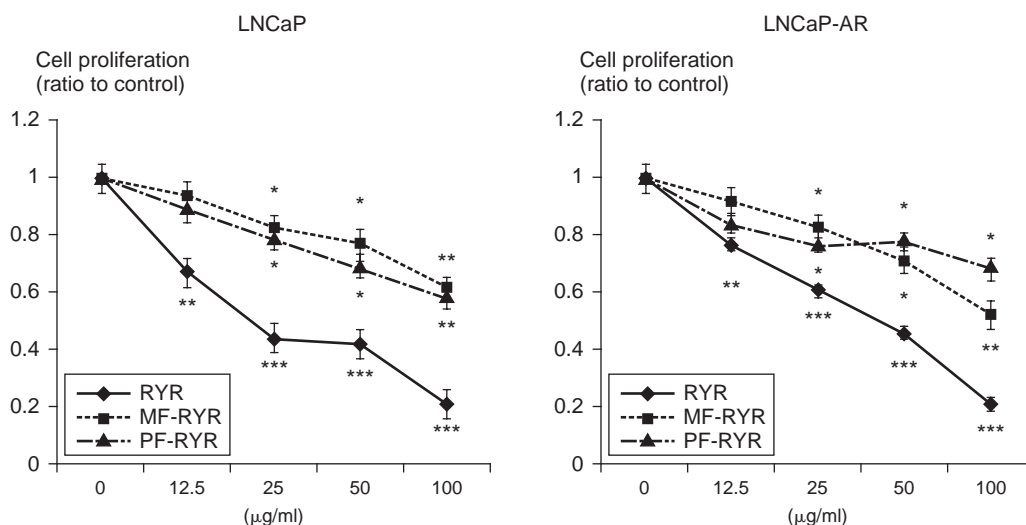 LNCaP
Cell proliferation
(ratio to control)
1.2
1
0.8
0.6
0.4
0.2
0
* *
* *
**
** **
*** ***
***
RYR
MF-RYR
PF-RYR
0 12.5 25 50 100
(μg/ml)
LNCaP-AR
Cell proliferation
(ratio to control)
1.2
1
0.8
0.6
0.4
0.2
0
* *
*
* *
** ***
**
***
***
RYR
MF-RYR
PF-RYR
0 12.5 25 50 100
(μg/ml)